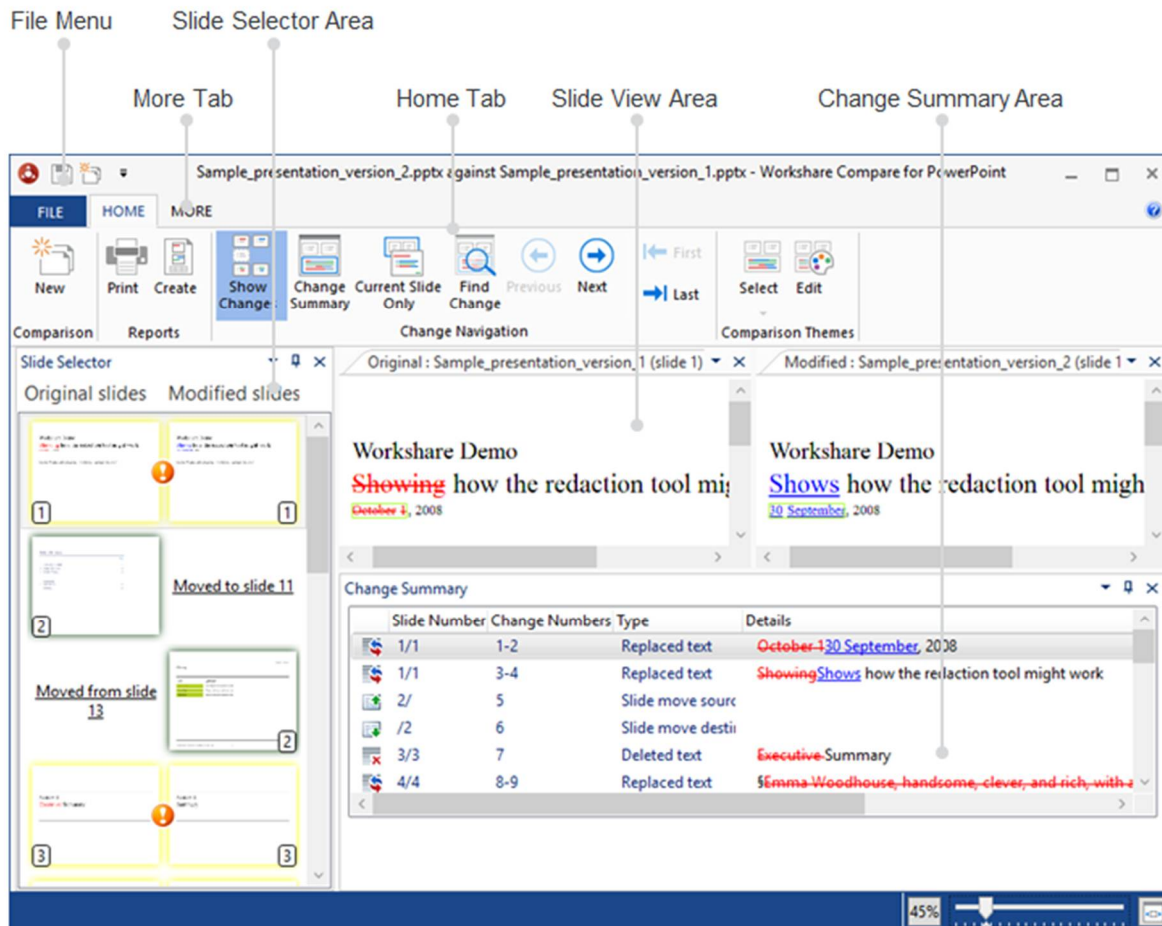 File Menu
Slide Selector Area
More Tab
Home Tab
Slide View Area
Change Summary Area
Sample_presentation_version_2.pptx against Sample_presentation_version_1.pptx - Workshare Compare for PowerPoint
FILE HOME MORE
New
Print Create
Show Changes
Change Summary
Current Slide Only
Find Change
Previous
Next
First
Last
Select Edit
Comparison
Reports
Change Navigation
Comparison Themes
Slide Selector
Original slides Modified slides
1 1
2
Moved to slide 11
Moved from slide
13
2
3 3
Original : Sample_presentation_version_1 (slide 1)
Workshare Demo
Showing how the redaction tool mig
October 1, 2008
Modified : Sample_presentation_version_2 (slide 1
Workshare Demo
Shows how the redaction tool migh
30 September, 2008
Change Summary
Slide Number Change Numbers Type Details
1/1 1-2 Replaced text October 130 September, 2008
1/1 3-4 Replaced text ShowingShows how the redaction tool might work
2/ 5 Slide move sourc
/2 6 Slide move destin
3/3 7 Deleted text Executive Summary
4/4 8-9 Replaced text §Emma Woodhouse, handsome, clever, and rich, with a
45%